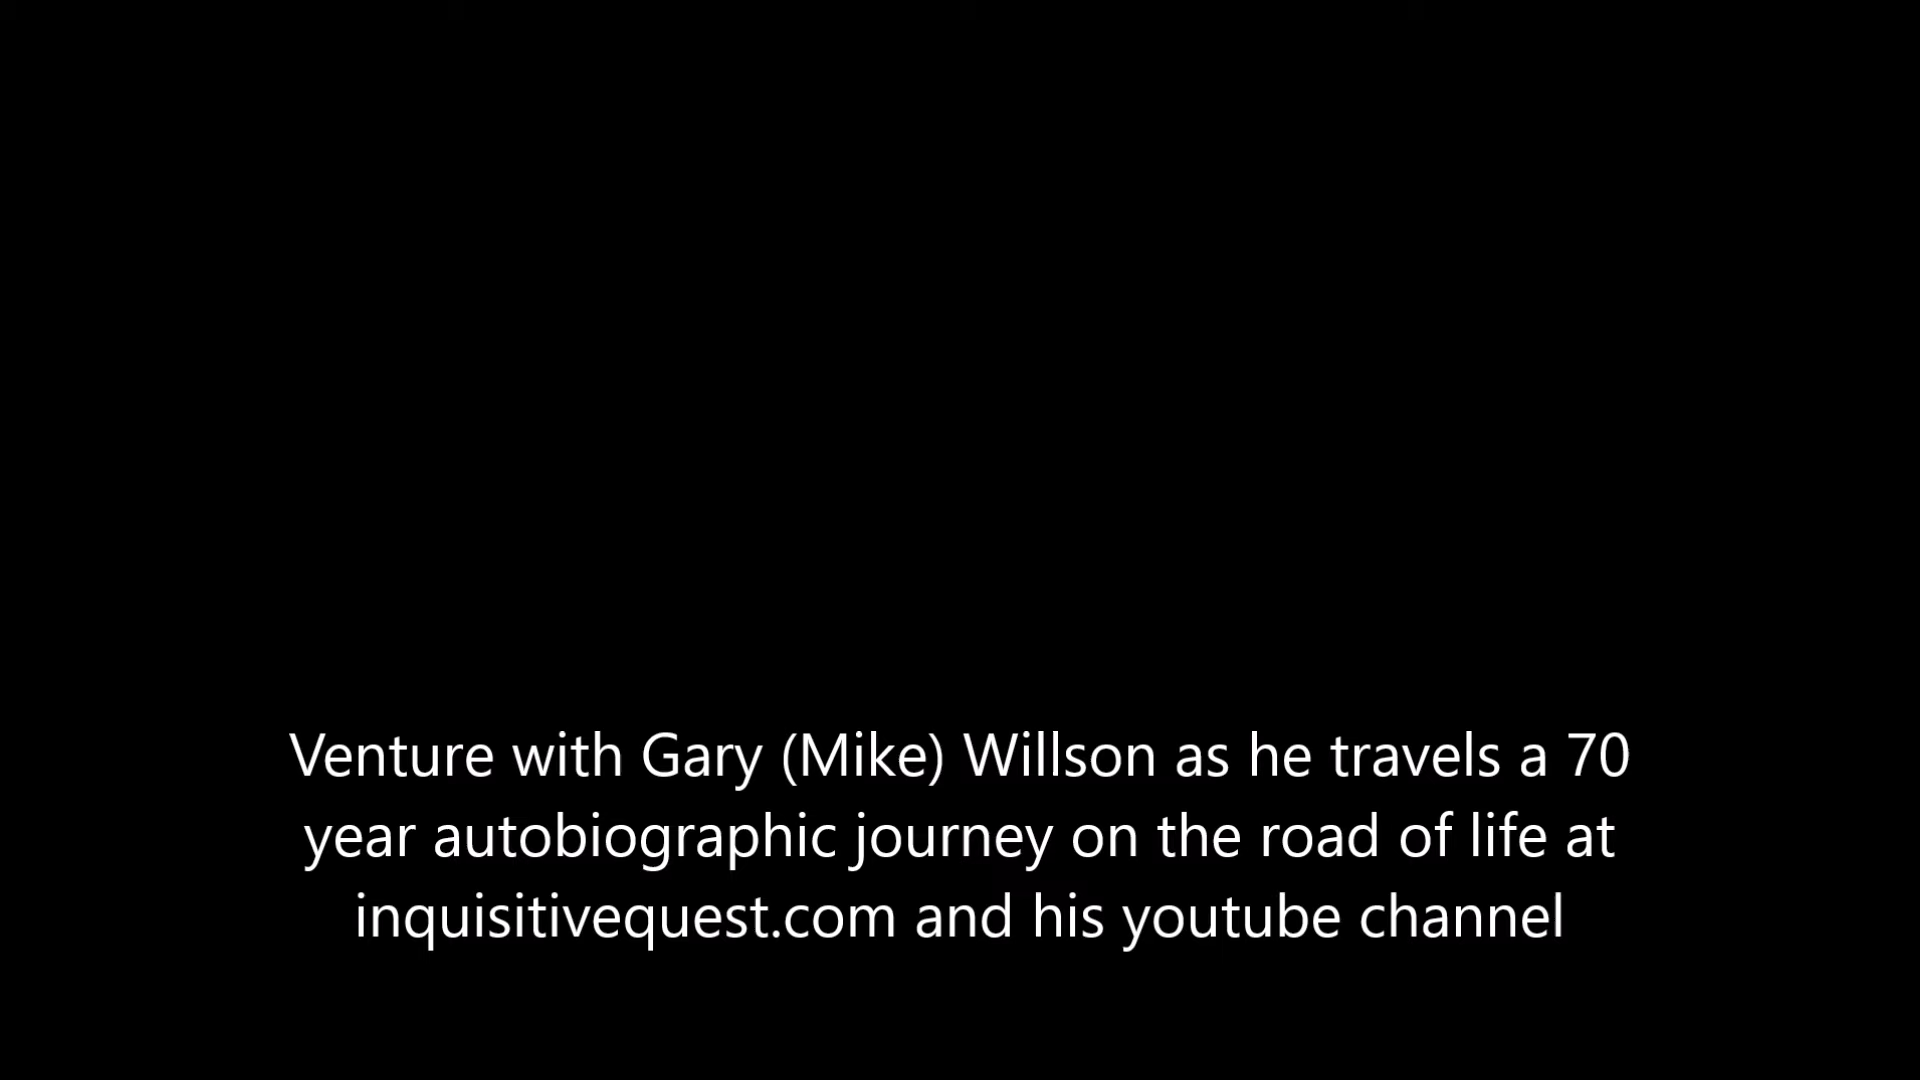 Venture with Gary (Mike) Willson as he travels a 70
year autobiographic journey on the road of life at
inquisitivequest.com and his youtube channel